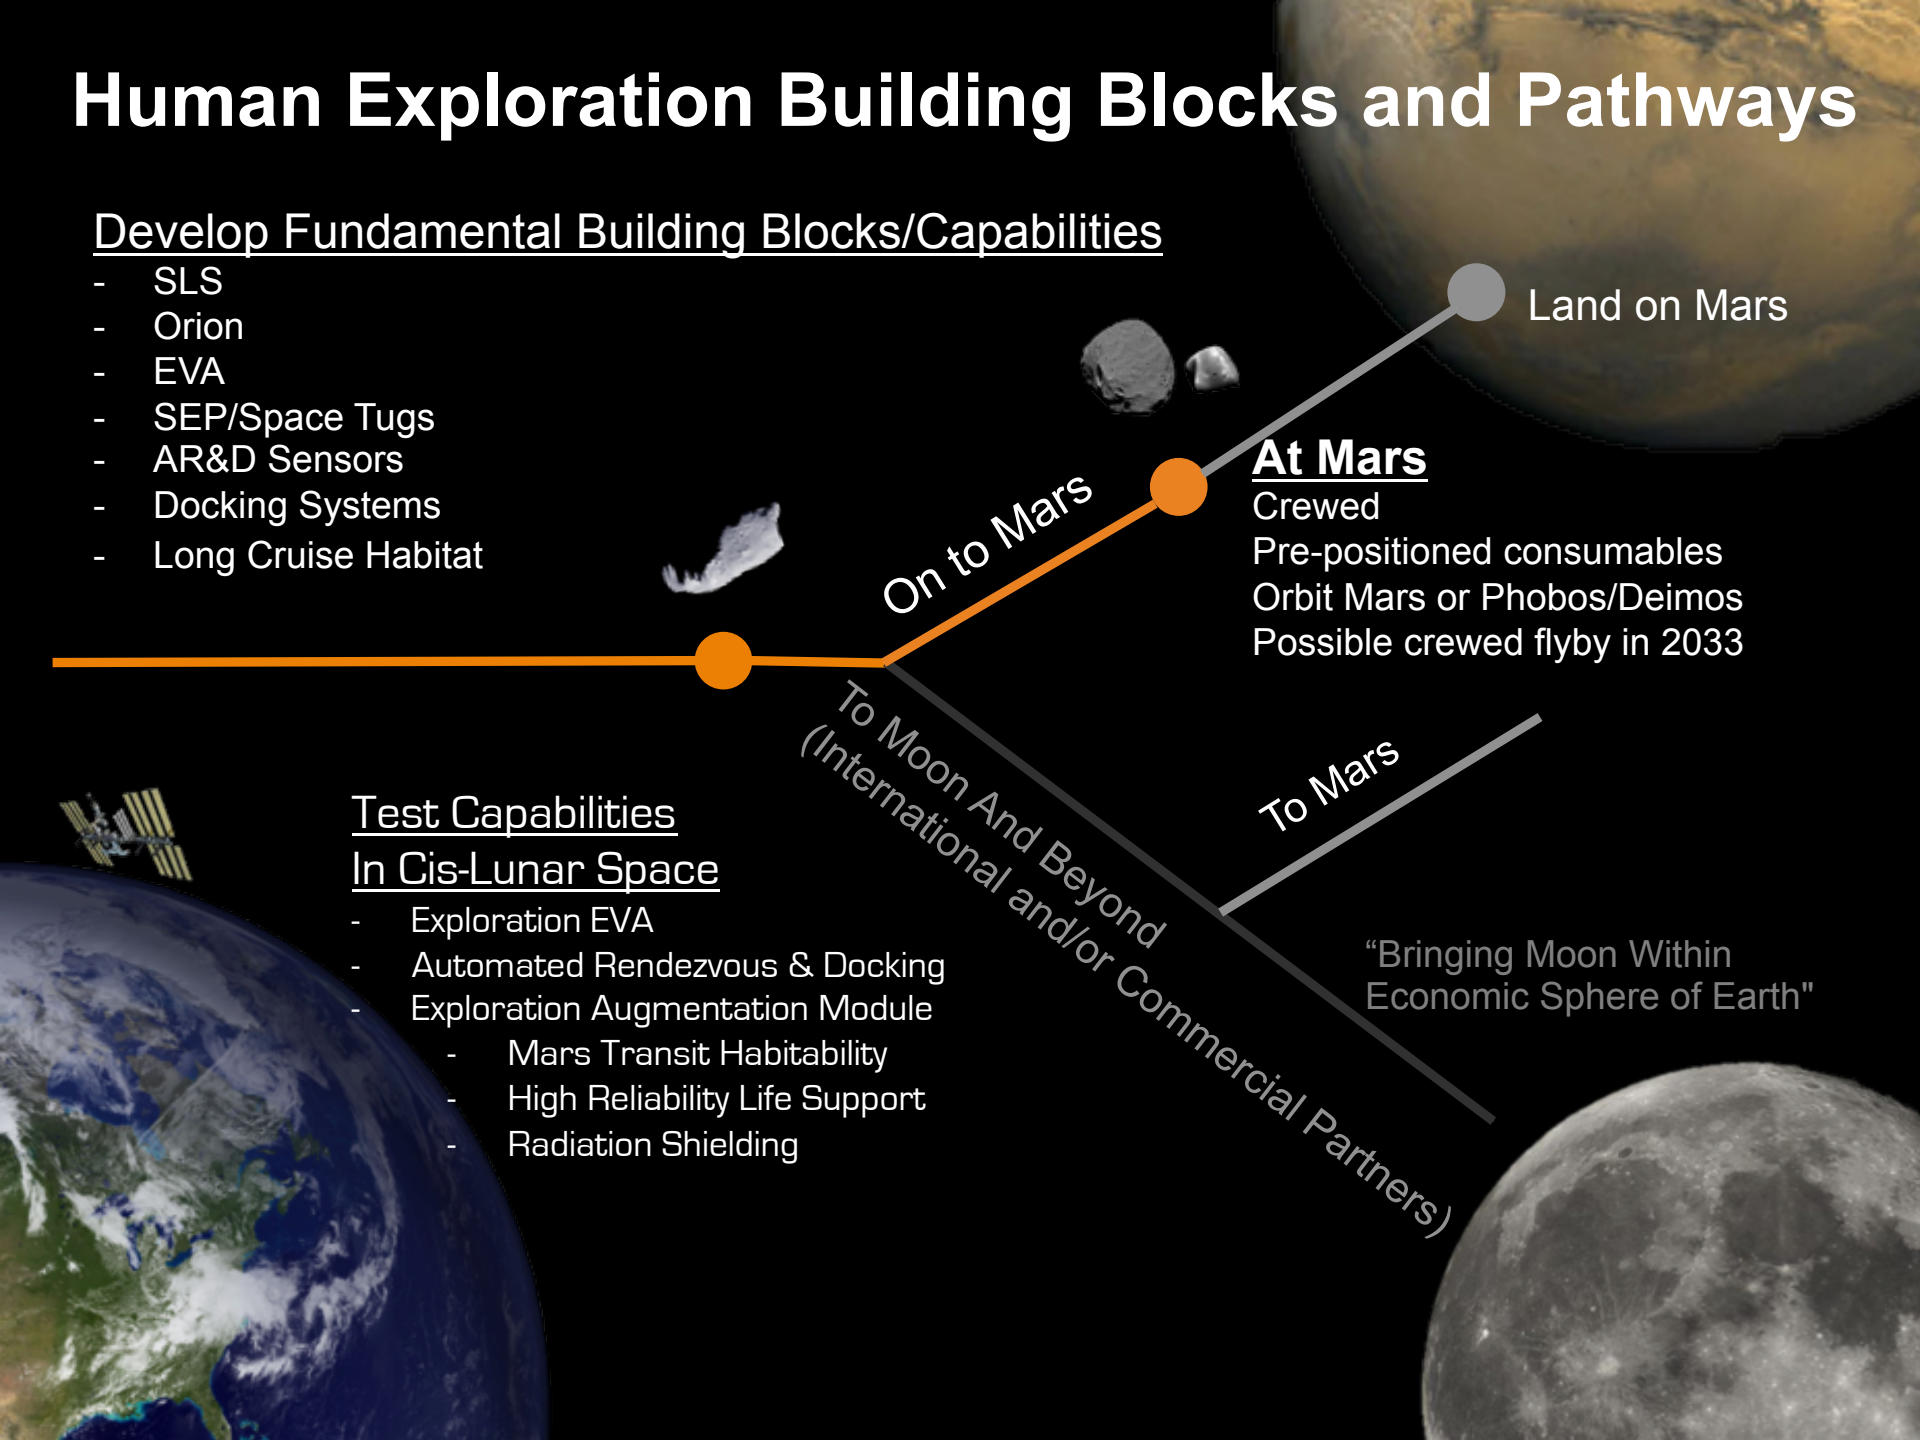 Human Exploration Building Blocks and Pathways
Develop Fundamental Building Blocks/Capabilities
- SLS
- Orion
- EVA
- SEP/Space Tugs
- AR&D Sensors
- Docking Systems
- Long Cruise Habitat
Land on Mars
On to Mars
At Mars
Crewed
Pre-positioned consumables
Orbit Mars or Phobos/Deimos
Possible crewed flyby in 2033
To Moon And Beyond
(International and/or Commercial Partners)
To Mars
Test Capabilities
In Cis-Lunar Space
- Exploration EVA
- Automated Rendezvous & Docking
- Exploration Augmentation Module
- Mars Transit Habitability
- High Reliability Life Support
- Radiation Shielding
“Bringing Moon Within
Economic Sphere of Earth"